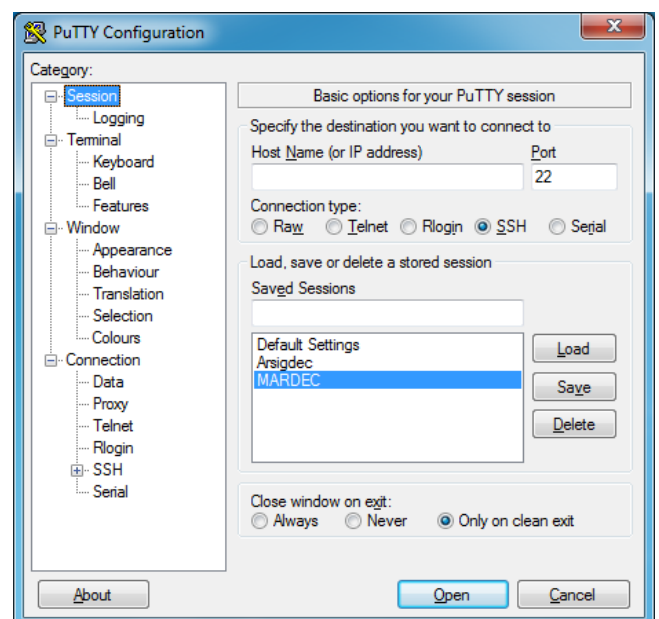 PuTTY Configuration
Category:
Session
Logging
Terminal
Keyboard
Bell
Features
Window
Appearance
Behaviour
Translation
Selection
Colours
Connection
Data
Proxy
Telnet
Rlogin
SSH
Serial
Basic options for your PuTTY session
Specify the destination you want to connect to
Host Name (or IP address) Port
22
Connection type:
Raw Telnet Rlogin SSH Serial
Load, save or delete a stored session
Saved Sessions
Default Settings
Arsigdec
MARDEC
Load
Save
Delete
Close window on exit:
Always Never Only on clean exit
About Open Cancel